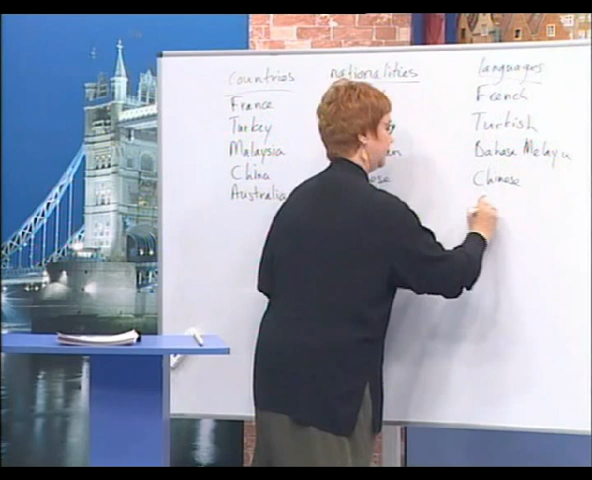 countries nationalities languages
France French
Turkey Turkish
Malaysia Bahasa Melayu
China Chinese
Australia